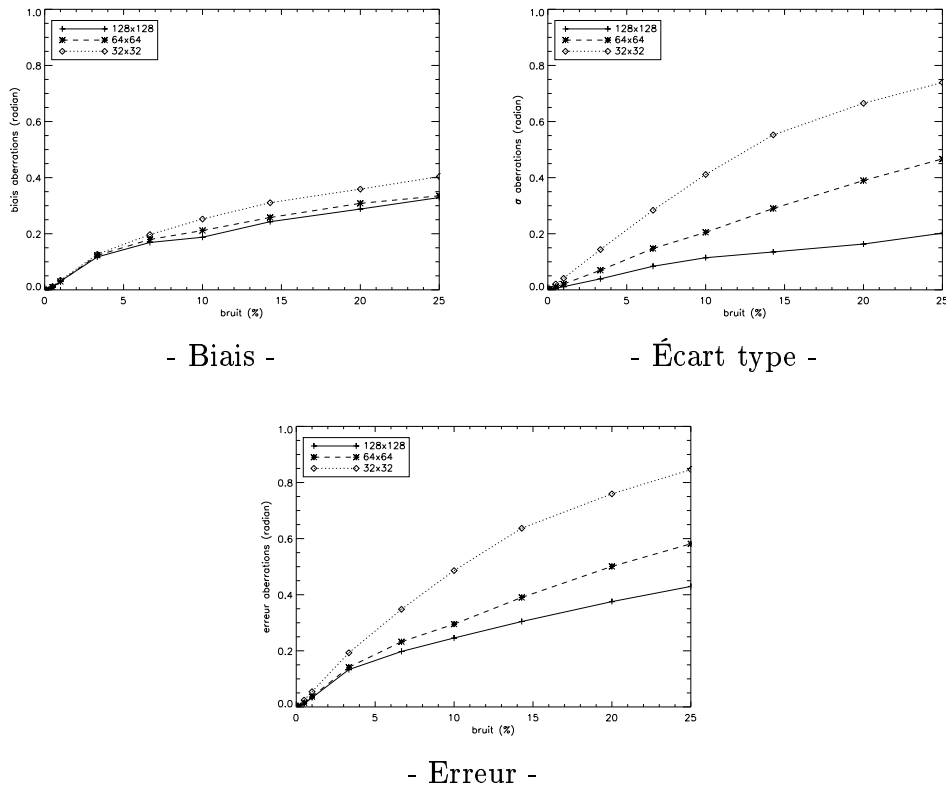 1.0
128x128
64x64
32x32
0.8
0.6
0.4
0.2
0.0
biais aberrations (radian)
0 5 10 15 20 25
bruit (%)
- Biais -
1.0
128x128
64x64
32x32
0.8
0.6
0.4
0.2
0.0
σ aberrations (radian)
0 5 10 15 20 25
bruit (%)
- Écart type -
1.0
128x128
64x64
32x32
0.8
0.6
0.4
0.2
0.0
erreur aberrations (radian)
0 5 10 15 20 25
bruit (%)
- Erreur -